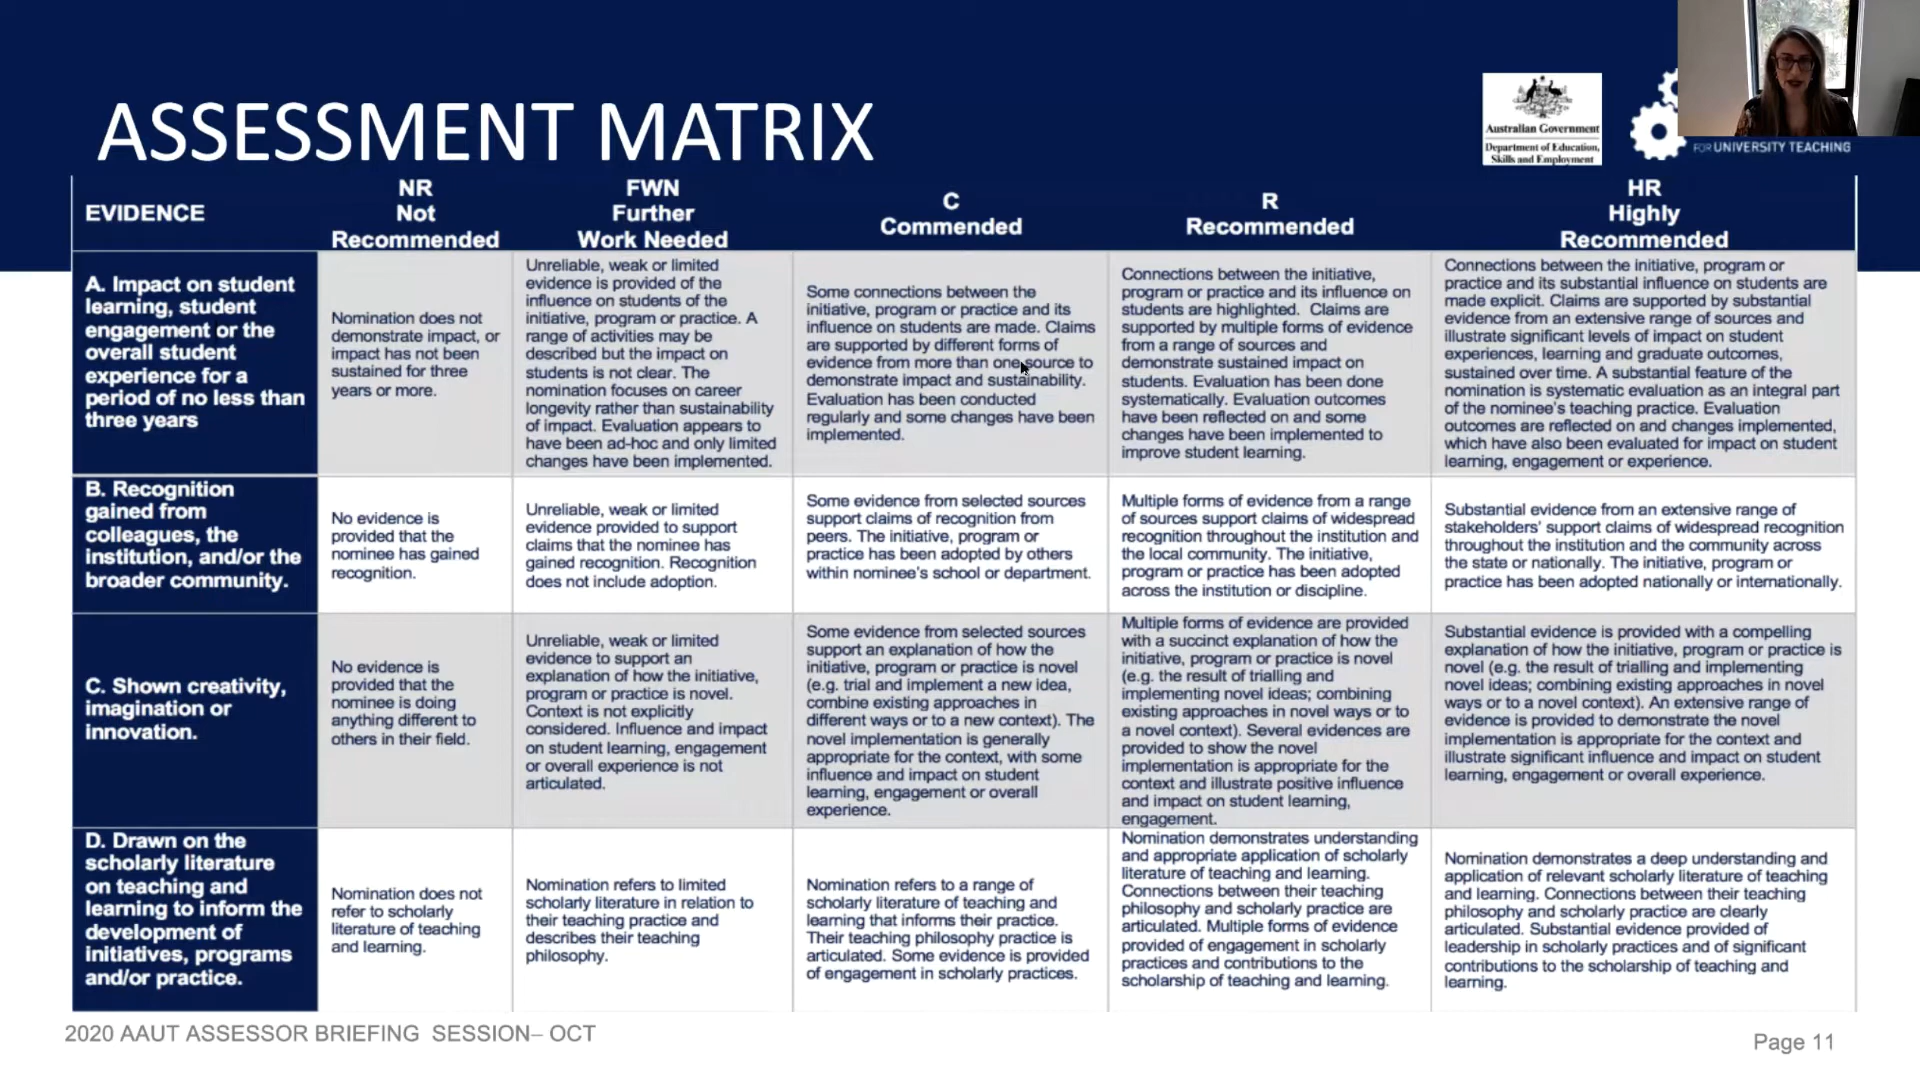 ASSESSMENT MATRIX
Australian Government
Department of Education,
Skills and Employment
FOR UNIVERSITY TEACHING
EVIDENCE
NR
Not
Recommended
FWN
Further
Work Needed
C
Commended
R
Recommended
HR
Highly
Recommended
A. Impact on student
learning, student
engagement or the
overall student
experience for a
period of no less than
three years
Nomination does not
demonstrate impact, or
impact has not been
sustained for three
years or more.
Unreliable, weak or limited
evidence is provided of the
influence on students of the
initiative, program or practice. A
range of activities may be
described but the impact on
students is not clear. The
nomination focuses on career
longevity rather than sustainability
of impact. Evaluation appears to
have been ad-hoc and only limited
changes have been implemented.
Some connections between the
initiative, program or practice and its
influence on students are made. Claims
are supported by different forms of
evidence from more than one source to
demonstrate impact and sustainability.
Evaluation has been conducted
regularly and some changes have been
implemented.
Connections between the initiative,
program or practice and its influence on
students are highlighted. Claims are
supported by multiple forms of evidence
from a range of sources and
demonstrate sustained impact on
students. Evaluation has been done
systematically. Evaluation outcomes
have been reflected on and some
changes have been implemented to
improve student learning.
Connections between the initiative, program or
practice and its substantial influence on students are
made explicit. Claims are supported by substantial
evidence from an extensive range of sources and
illustrate significant levels of impact on student
experiences, learning and graduate outcomes,
sustained over time. A substantial feature of the
nomination is systematic evaluation as an integral part
of the nominee's teaching practice. Evaluation
outcomes are reflected on and changes implemented,
which have also been evaluated for impact on student
learning, engagement or experience.
B. Recognition
gained from
colleagues, the
institution, and/or the
broader community.
No evidence is
provided that the
nominee has gained
recognition.
Unreliable, weak or limited
evidence provided to support
claims that the nominee has
gained recognition. Recognition
does not include adoption.
Some evidence from selected sources
support claims of recognition from
peers. The initiative, program or
practice has been adopted by others
within nominee's school or department.
Multiple forms of evidence from a range
of sources support claims of widespread
recognition throughout the institution and
the local community. The initiative,
program or practice has been adopted
across the institution or discipline.
Substantial evidence from an extensive range of
stakeholders' support claims of widespread recognition
throughout the institution and the community across
the state or nationally. The initiative, program or
practice has been adopted nationally or internationally.
C. Shown creativity,
imagination or
innovation.
No evidence is
provided that the
nominee is doing
anything different to
others in their field.
Unreliable, weak or limited
evidence to support an
explanation of how the initiative,
program or practice is novel.
Context is not explicitly
considered. Influence and impact
on student learning, engagement
or overall experience is not
articulated.
Some evidence from selected sources
support an explanation of how the
initiative, program or practice is novel
(e.g. trial and implement a new idea,
combine existing approaches in
different ways or to a new context). The
novel implementation is generally
appropriate for the context, with some
influence and impact on student
learning, engagement or overall
experience.
Multiple forms of evidence are provided
with a succinct explanation of how the
initiative, program or practice is novel
(e.g. the result of trialling and
implementing novel ideas; combining
existing approaches in novel ways or to
a novel context). Several evidences are
provided to show the novel
implementation is appropriate for the
context and illustrate positive influence
and impact on student learning,
engagement.
Substantial evidence is provided with a compelling
explanation of how the initiative, program or practice is
novel (e.g. the result of trialling and implementing
novel ideas; combining existing approaches in novel
ways or to a novel context). An extensive range of
evidence is provided to demonstrate the novel
implementation is appropriate for the context and
illustrate significant influence and impact on student
learning, engagement or overall experience.
D. Drawn on the
scholarly literature
on teaching and
learning to inform the
development of
initiatives, programs
and/or practice.
Nomination does not
refer to scholarly
literature of teaching
and learning.
Nomination refers to limited
scholarly literature in relation to
their teaching practice and
describes their teaching
philosophy.
Nomination refers to a range of
scholarly literature of teaching and
learning that informs their practice.
Their teaching philosophy practice is
articulated. Some evidence is provided
of engagement in scholarly practices.
Nomination demonstrates understanding
and appropriate application of scholarly
literature of teaching and learning.
Connections between their teaching
philosophy and scholarly practice are
articulated. Multiple forms of evidence
provided of engagement in scholarly
practices and contributions to the
scholarship of teaching and learning.
Nomination demonstrates a deep understanding and
application of relevant scholarly literature of teaching
and learning. Connections between their teaching
philosophy and scholarly practice are clearly
articulated. Substantial evidence provided of
leadership in scholarly practices and of significant
contributions to the scholarship of teaching and
learning.
2020 AAUT ASSESSOR BRIEFING SESSION– OCT
Page 11